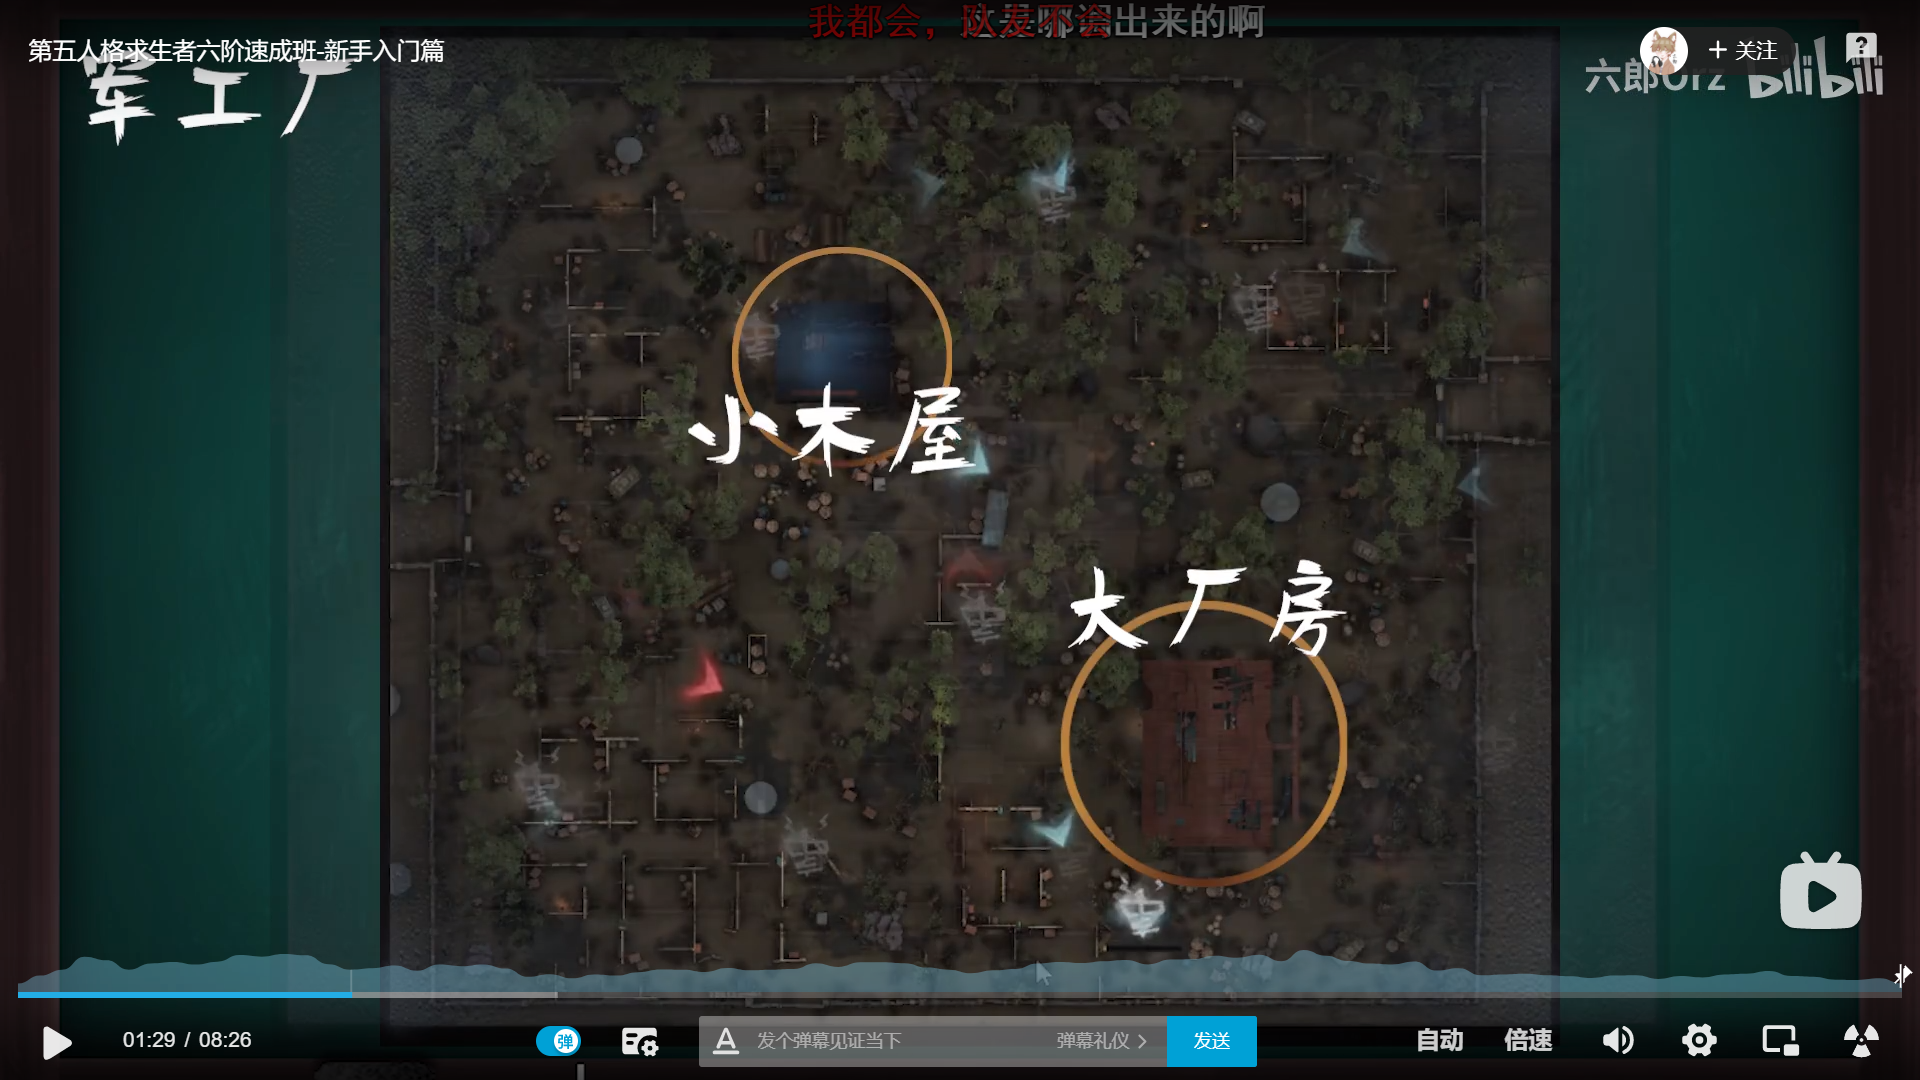 我都会，队友不会出来的啊
第五人格求生者六阶速成班-新手入门篇
+ 关注
六郎Orz bilibili
军工厂
小木屋
大厂房
01:29 / 08:26
弹
发个弹幕见证当下
弹幕礼仪 >
发送
自动
倍速